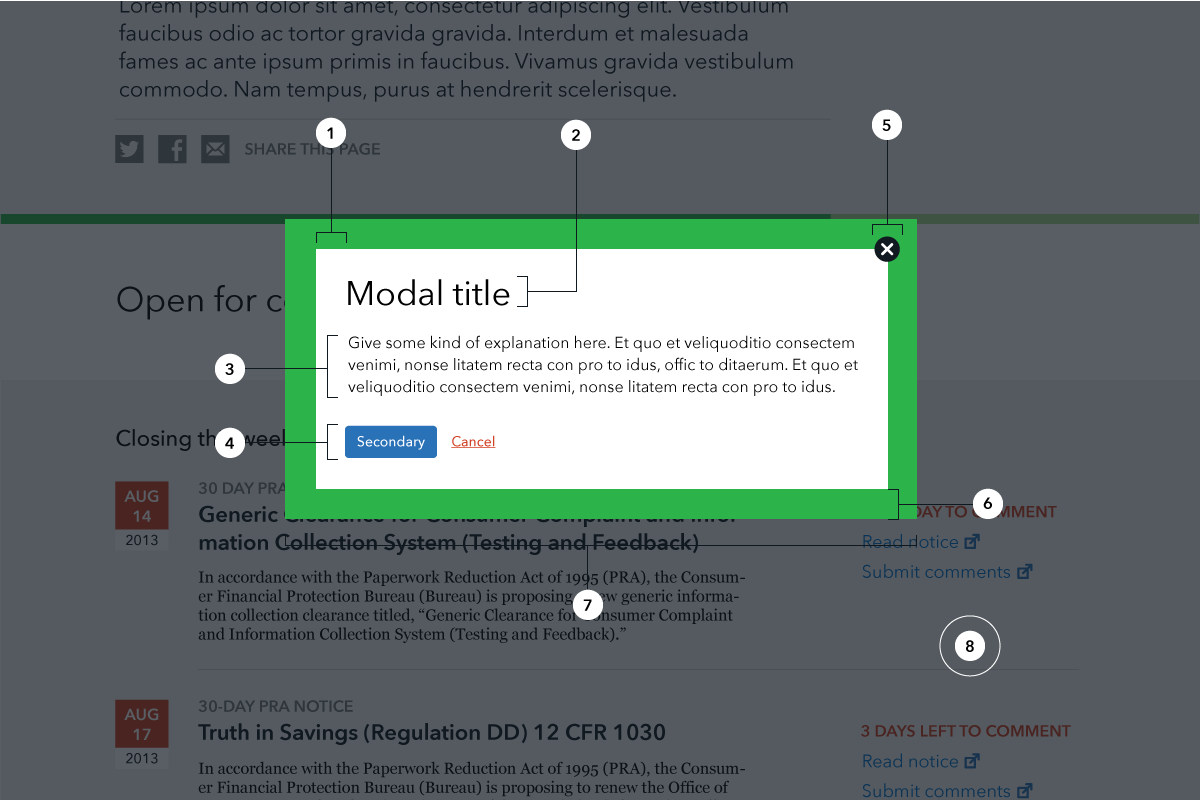 Lorem ipsum dolor sit amet, consectetur adipiscing elit. Vestibulum
faucibus odio ac tortor gravida gravida. Interdum et malesuada
fames ac ante ipsum primis in faucibus. Vivamus gravida vestibulum
commodo. Nam tempus, purus at hendrerit scelerisque.
SHARE THIS PAGE
1
2
5
Modal title
Open for c
Give some kind of explanation here. Et quo et veliquoditio consectem
venimi, nonse litatem recta con pro to idus, offic to ditaerum. Et quo et
veliquoditio consectem venimi, nonse litatem recta con pro to idus.
3
Closing th week
4
Secondary
Cancel
AUG
14
2013
30 DAY PRA
Generic Clearance for Consumer Complaint and Infor-
mation Collection System (Testing and Feedback)
In accordance with the Paperwork Reduction Act of 1995 (PRA), the Consum-
er Financial Protection Bureau (Bureau) is proposing new generic informa-
tion collection clearance titled, “Generic Clearance for Consumer Complaint
and Information Collection System (Testing and Feedback).”
6
DAY TO COMMENT
Read notice
Submit comments
7
8
AUG
17
2013
30-DAY PRA NOTICE
Truth in Savings (Regulation DD) 12 CFR 1030
In accordance with the Paperwork Reduction Act of 1995 (PRA), the Consum-
er Financial Protection Bureau (Bureau) is proposing to renew the Office of
3 DAYS LEFT TO COMMENT
Read notice
Submit comments